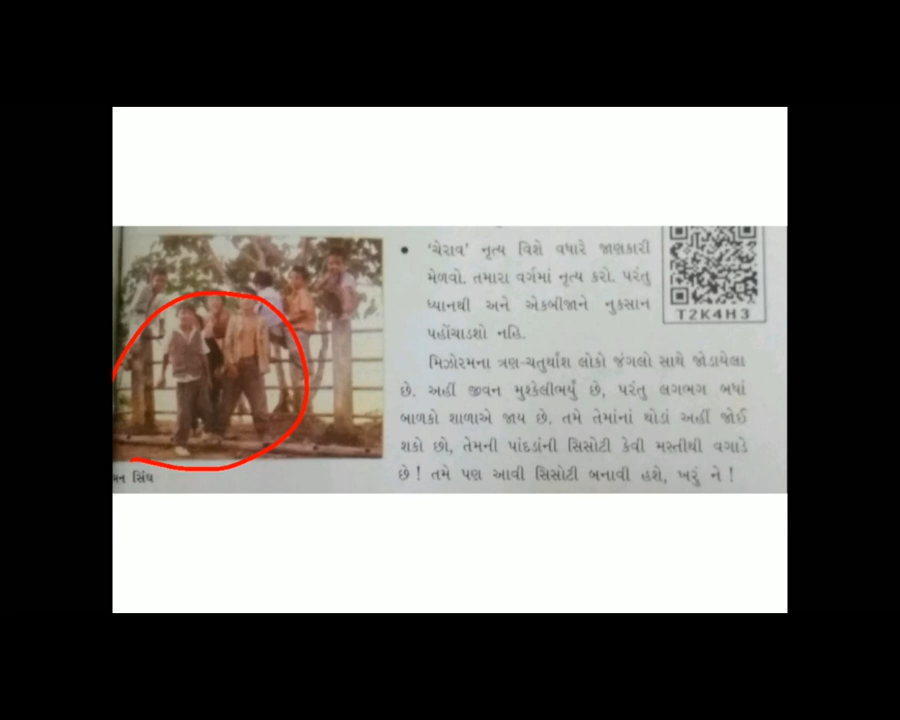 'ચેરાવ' નૃત્ય વિશે વધારે જાણકારી
મેળવો. તમારા વર્ગમાં નૃત્ય કરો. પરંતુ
ધ્યાનથી અને એકબીજાને નુકસાન
પહોંચાડશો નહિ.
T2K4H3
મિઝોરમના ત્રણ-ચતુર્થાંશ લોકો જંગલો સાથે જોડાયેલા
છે. અહીં જીવન મુશ્કેલીભર્યું છે, પરંતુ લગભગ બધાં
બાળકો શાળાએ જાય છે. તમે તેમાંનાં થોડાં અહીં જોઈ
શકો છો, તેમની પાંદડાંની સિસોટી કેવી મસ્તીથી વગાડે
છે ! તમે પણ આવી સિસોટી બનાવી હશે, ખરું ને !
સિંઘ